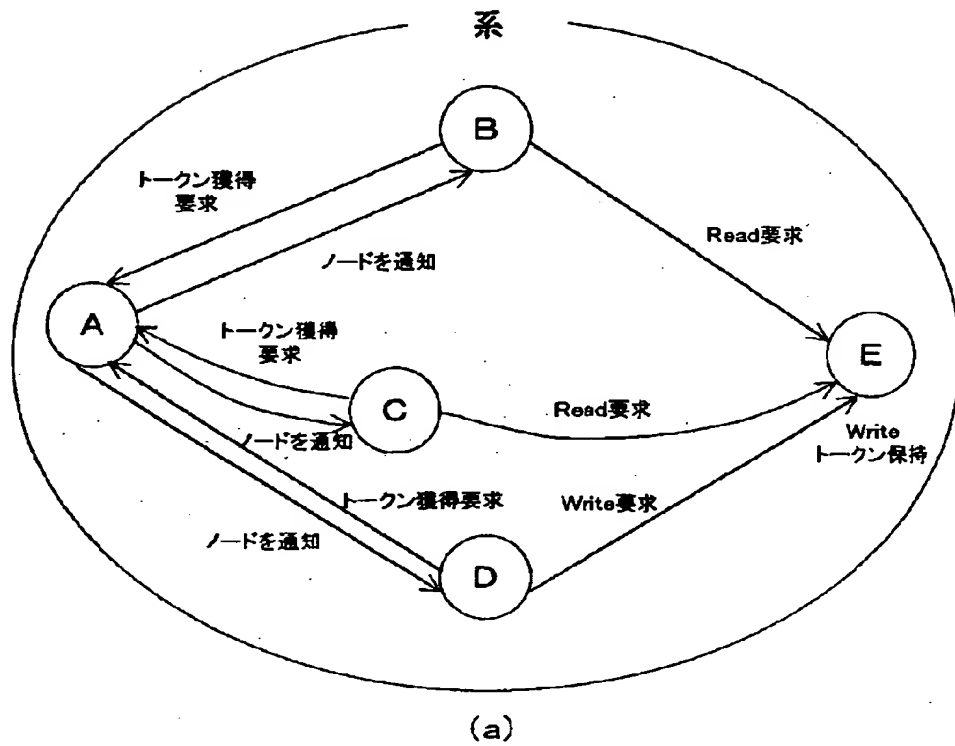 系
B
トークン獲得
要求
Read要求
ノードを通知
A
トークン獲得
要求
E
C
Read要求
Write
トークン保持
ノードを通知
トークン獲得要求
Write要求
ノードを通知
D
(a)